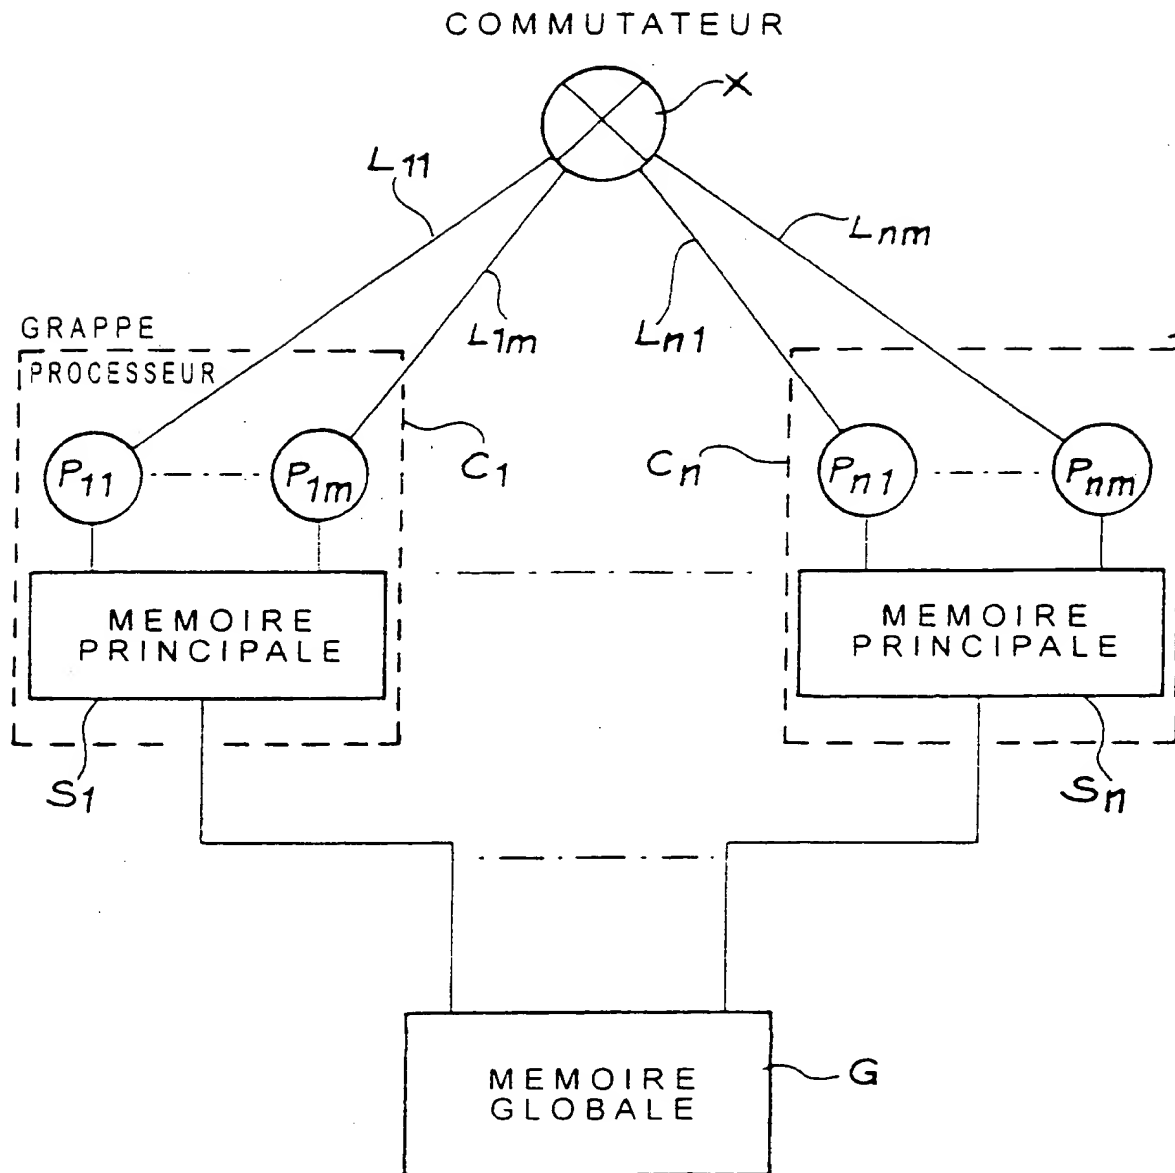 COMMUTATEUR
X
L11
Lnm
L1m
Ln1
GRAPPE
PROCESSEUR
P11
P1m
C1
Cn
Pn1
Pnm
MEMOIRE
PRINCIPALE
MEMOIRE
PRINCIPALE
S1
Sn
MEMOIRE
GLOBALE
G